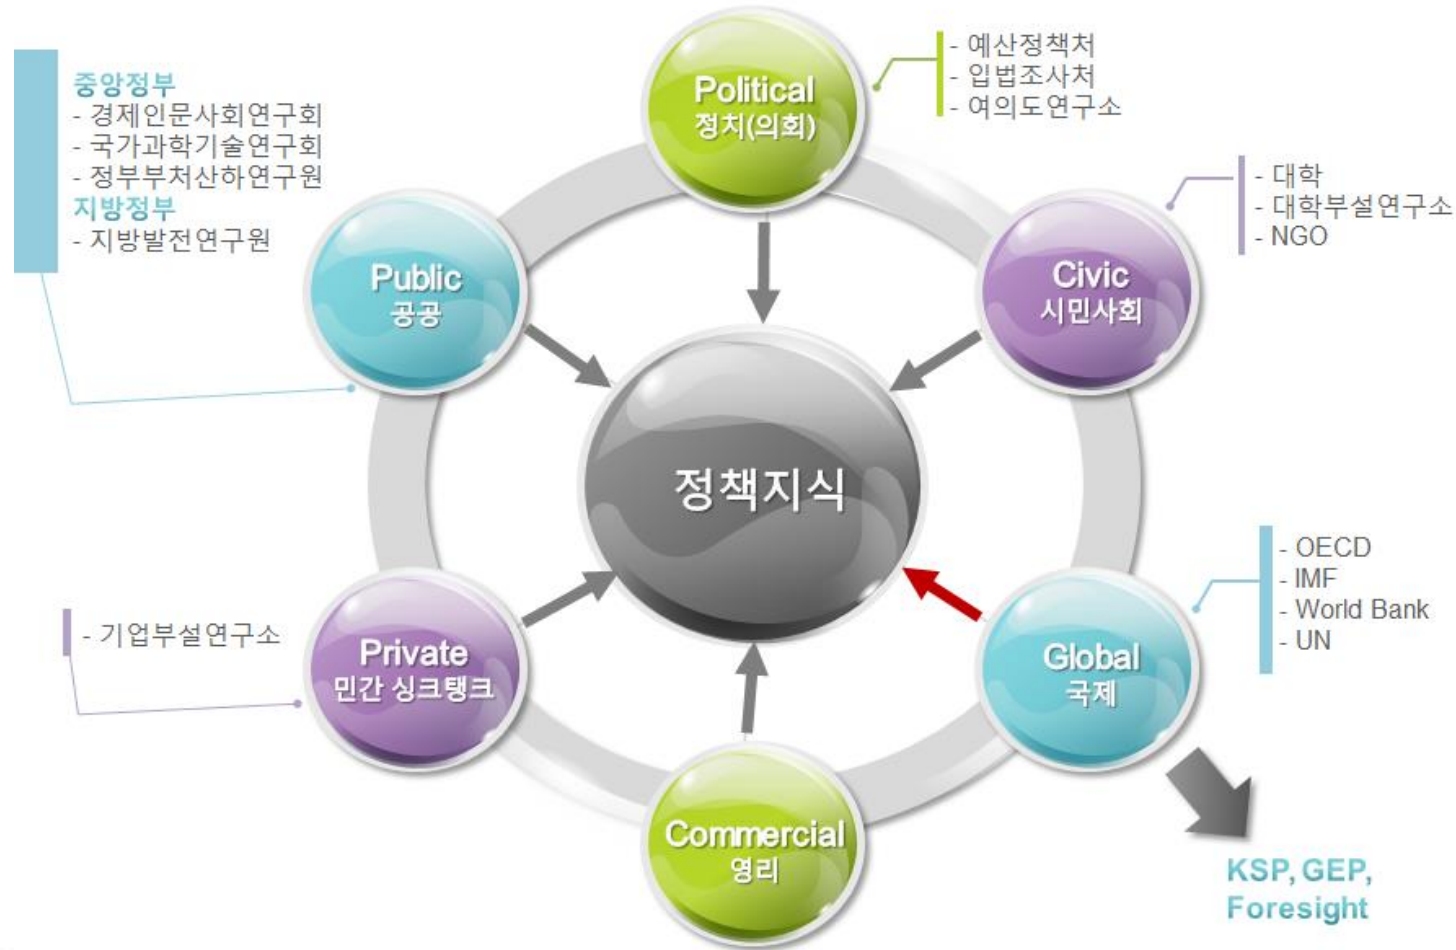 중앙정부
- 경제인문사회연구회
- 국가과학기술연구회
- 정부부처산하연구원
지방정부
- 지방발전연구원
Political
정치(의회)
- 예산정책처
- 입법조사처
- 여의도연구소
- 대학
- 대학부설연구소
- NGO
Public
공공
Civic
시민사회
정책지식
- OECD
- IMF
- World Bank
- UN
- 기업부설연구소
Private
민간 싱크탱크
Global
국제
Commercial
영리
KSP, GEP,
Foresight